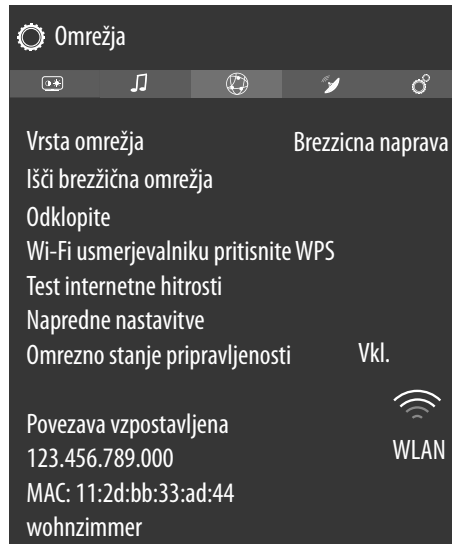 Omrežja
Vrsta omrežja Brezzicna naprava
Išči brezžična omrežja
Odklopite
Wi-Fi usmerjevalniku pritisnite WPS
Test internetne hitrosti
Napredne nastavitve
Omrezno stanje pripravljenosti Vkl.
Povezava vzpostavljena
123.456.789.000
WLAN
MAC: 11:2d:bb:33:ad:44
wohnzimmer